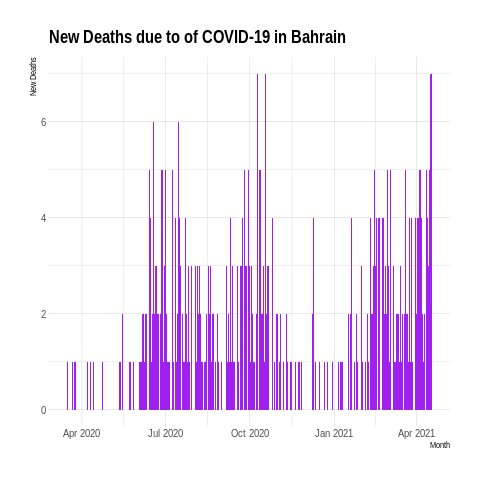 New Deaths due to of COVID-19 in Bahrain
New Deaths
6
4
2
0
Apr 2020 Jul 2020 Oct 2020 Jan 2021 Apr 2021
Month